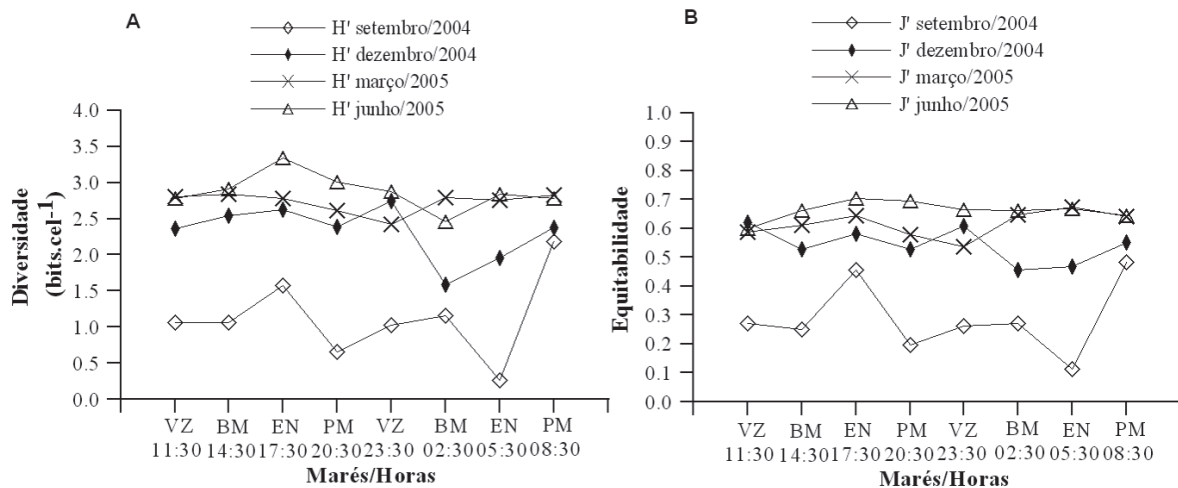 A
H' setembro/2004
H' dezembro/2004
H' março/2005
H' junho/2005
Diversidade
(bits.cel-1)
4.0
3.5
3.0
2.5
2.0
1.5
1.0
0.5
0.0
VZ BM EN PM VZ BM EN PM
11:30 14:30 17:30 20:30 23:30 02:30 05:30 08:30
Marés/Horas
B
J' setembro/2004
J' dezembro/2004
J' março/2005
J' junho/2005
Equitabilidade
1.0
0.9
0.8
0.7
0.6
0.5
0.4
0.3
0.2
0.1
0.0
VZ BM EN PM VZ BM EN PM
11:30 14:30 17:30 20:30 23:30 02:30 05:30 08:30
Marés/Horas